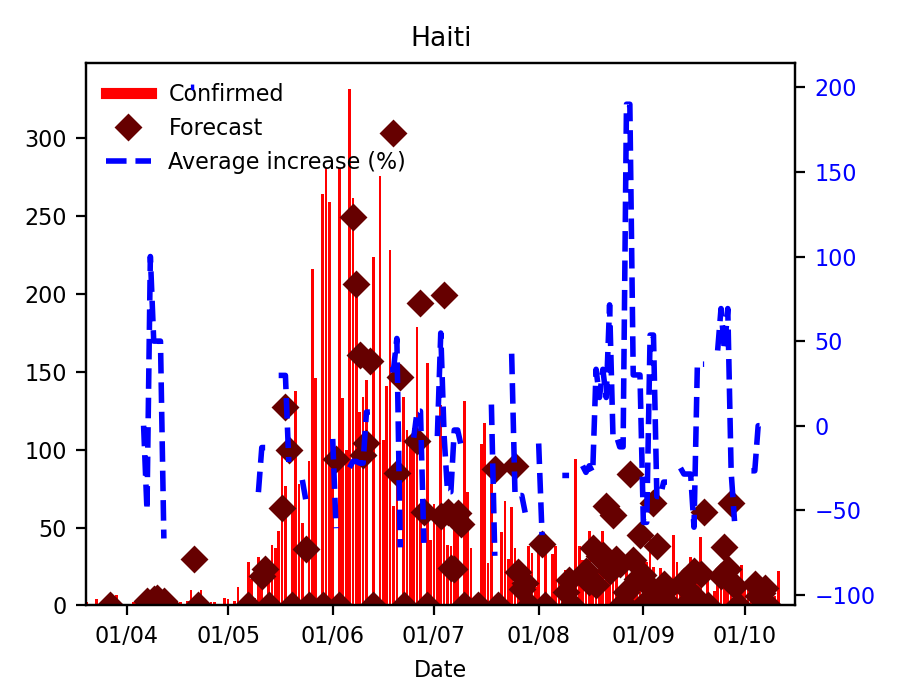 Haiti
Confirmed
Forecast
Average increase (%)
300
250
200
150
100
50
0
200
150
100
50
0
−50
−100
01/04 01/05 01/06 01/07 01/08 01/09 01/10
Date